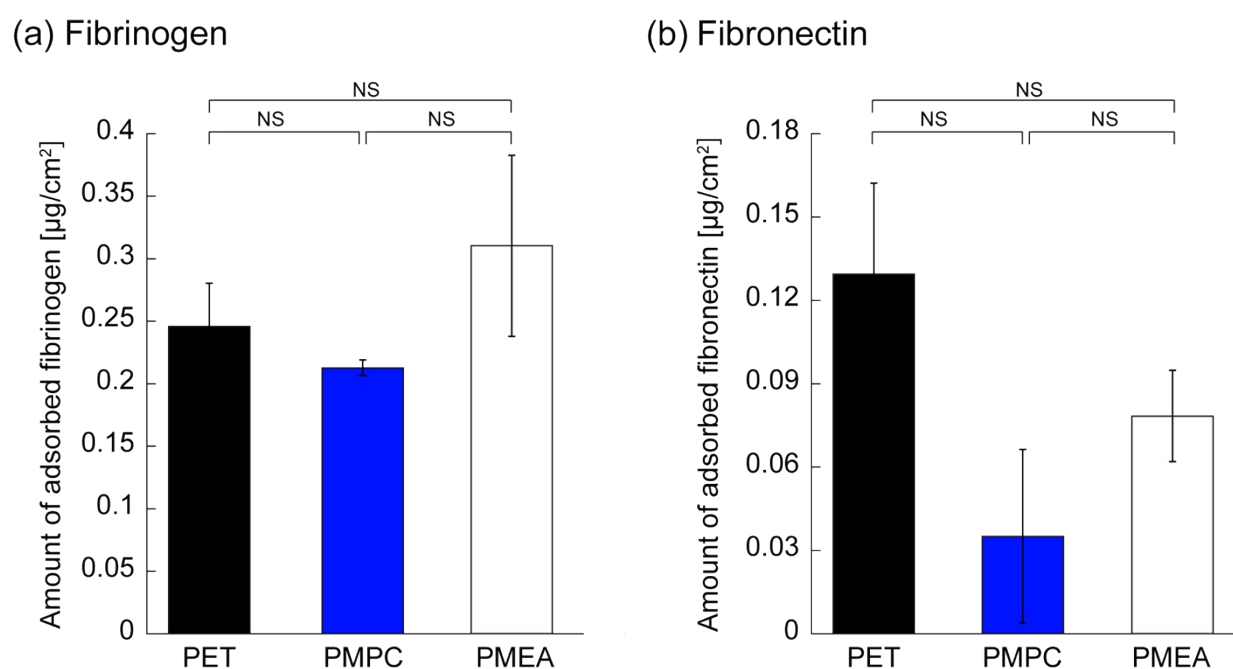 (a) Fibrinogen
NS
NS NS
Amount of adsorbed fibrinogen [µg/cm²]
0.4
0.35
0.3
0.25
0.2
0.15
0.1
0.05
0
PET PMPC PMEA
(b) Fibronectin
NS
NS NS
Amount of adsorbed fibronectin [µg/cm²]
0.18
0.15
0.12
0.09
0.06
0.03
0
PET PMPC PMEA